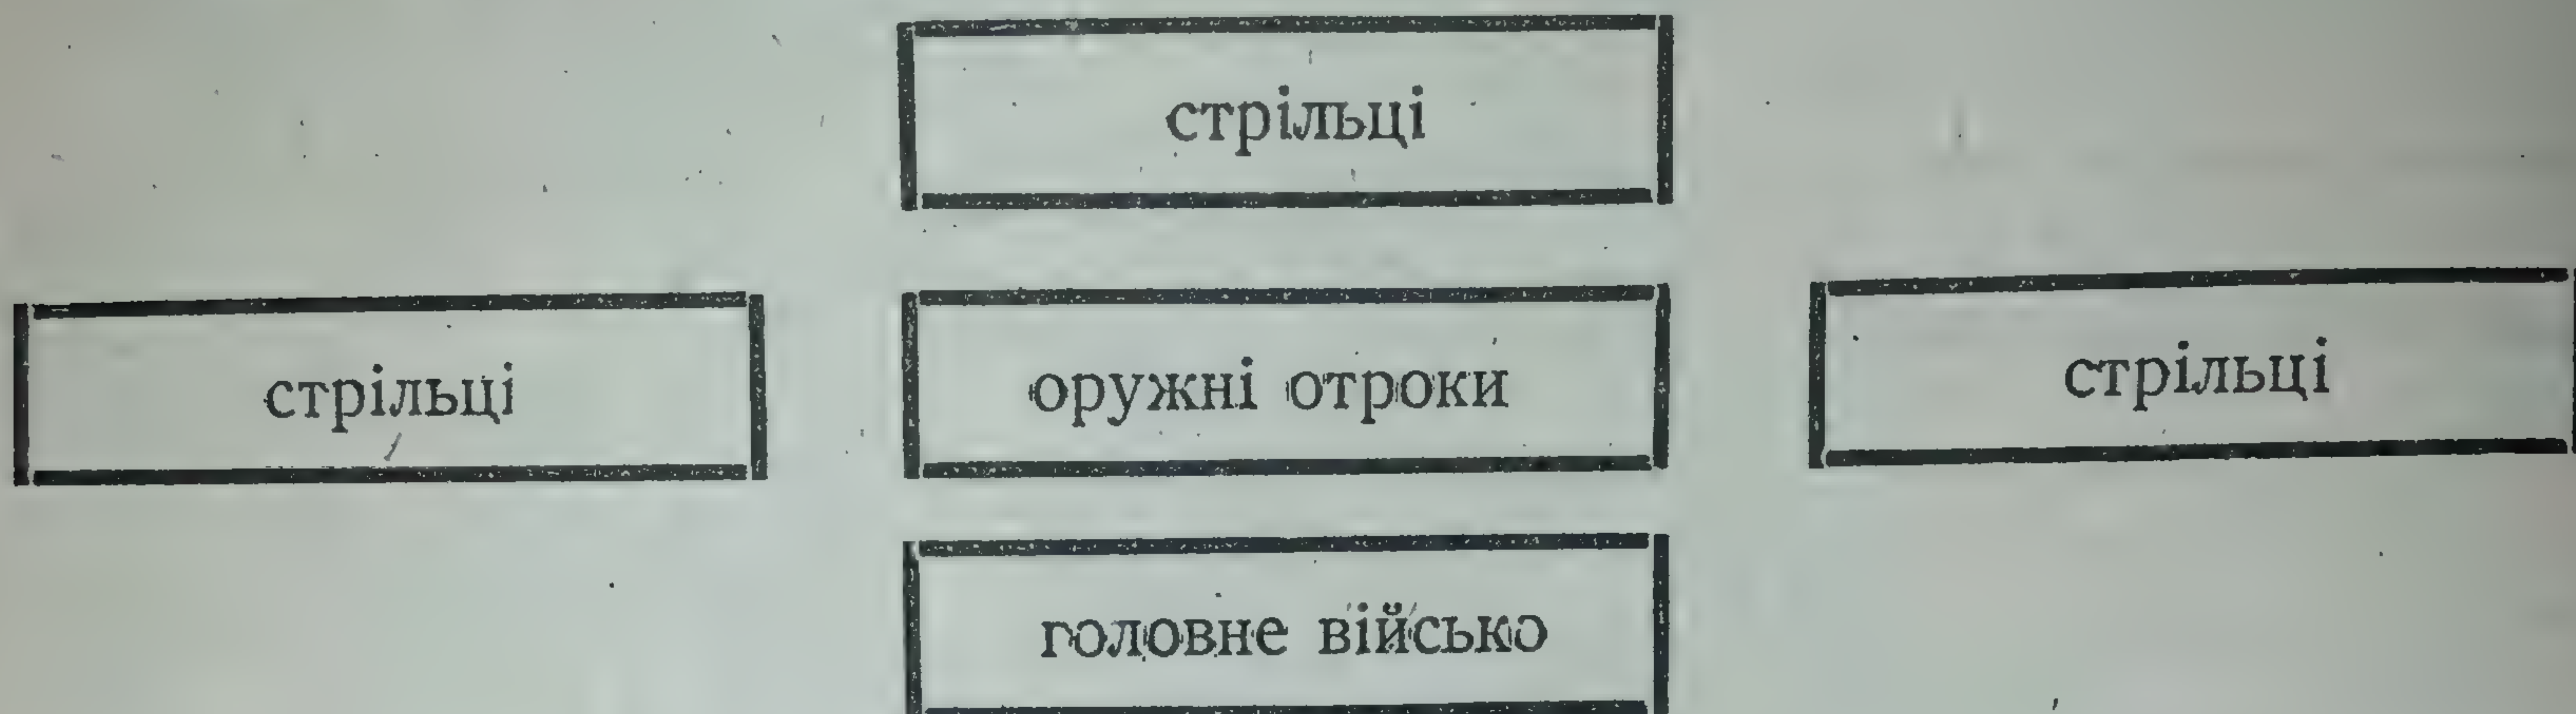 стрільці
стрільці
оружні отроки
стрільці
головне військо